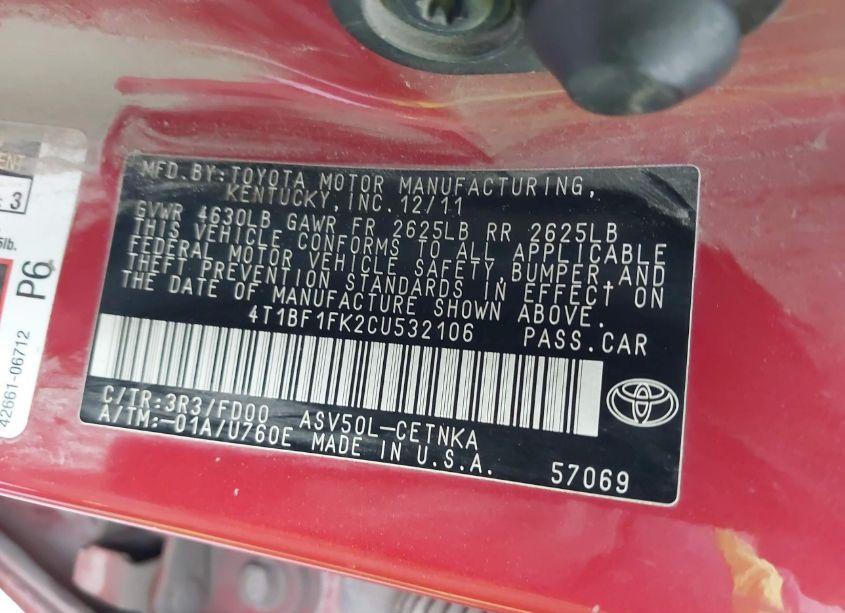 MFD.BY:TOYOTA MOTOR MANUFACTURING,
KENTUCKY, INC. 12/11
GVWR 4630LB GAWR FR 2625LB RR 2625LB
THIS VEHICLE CONFORMS TO ALL APPLICABLE
FEDERAL MOTOR VEHICLE SAFETY, BUMPER, AND
THEFT PREVENTION STANDARDS IN EFFECT ON
THE DATE OF MANUFACTURE SHOWN ABOVE.
4T1BF1FK2CU532106 PASS.CAR
C/TR:3R3/FD00 ASV50L-CETNKA
A/TM:-01A/U760E MADE IN U.S.A.
57069
3
P6
42661-06712